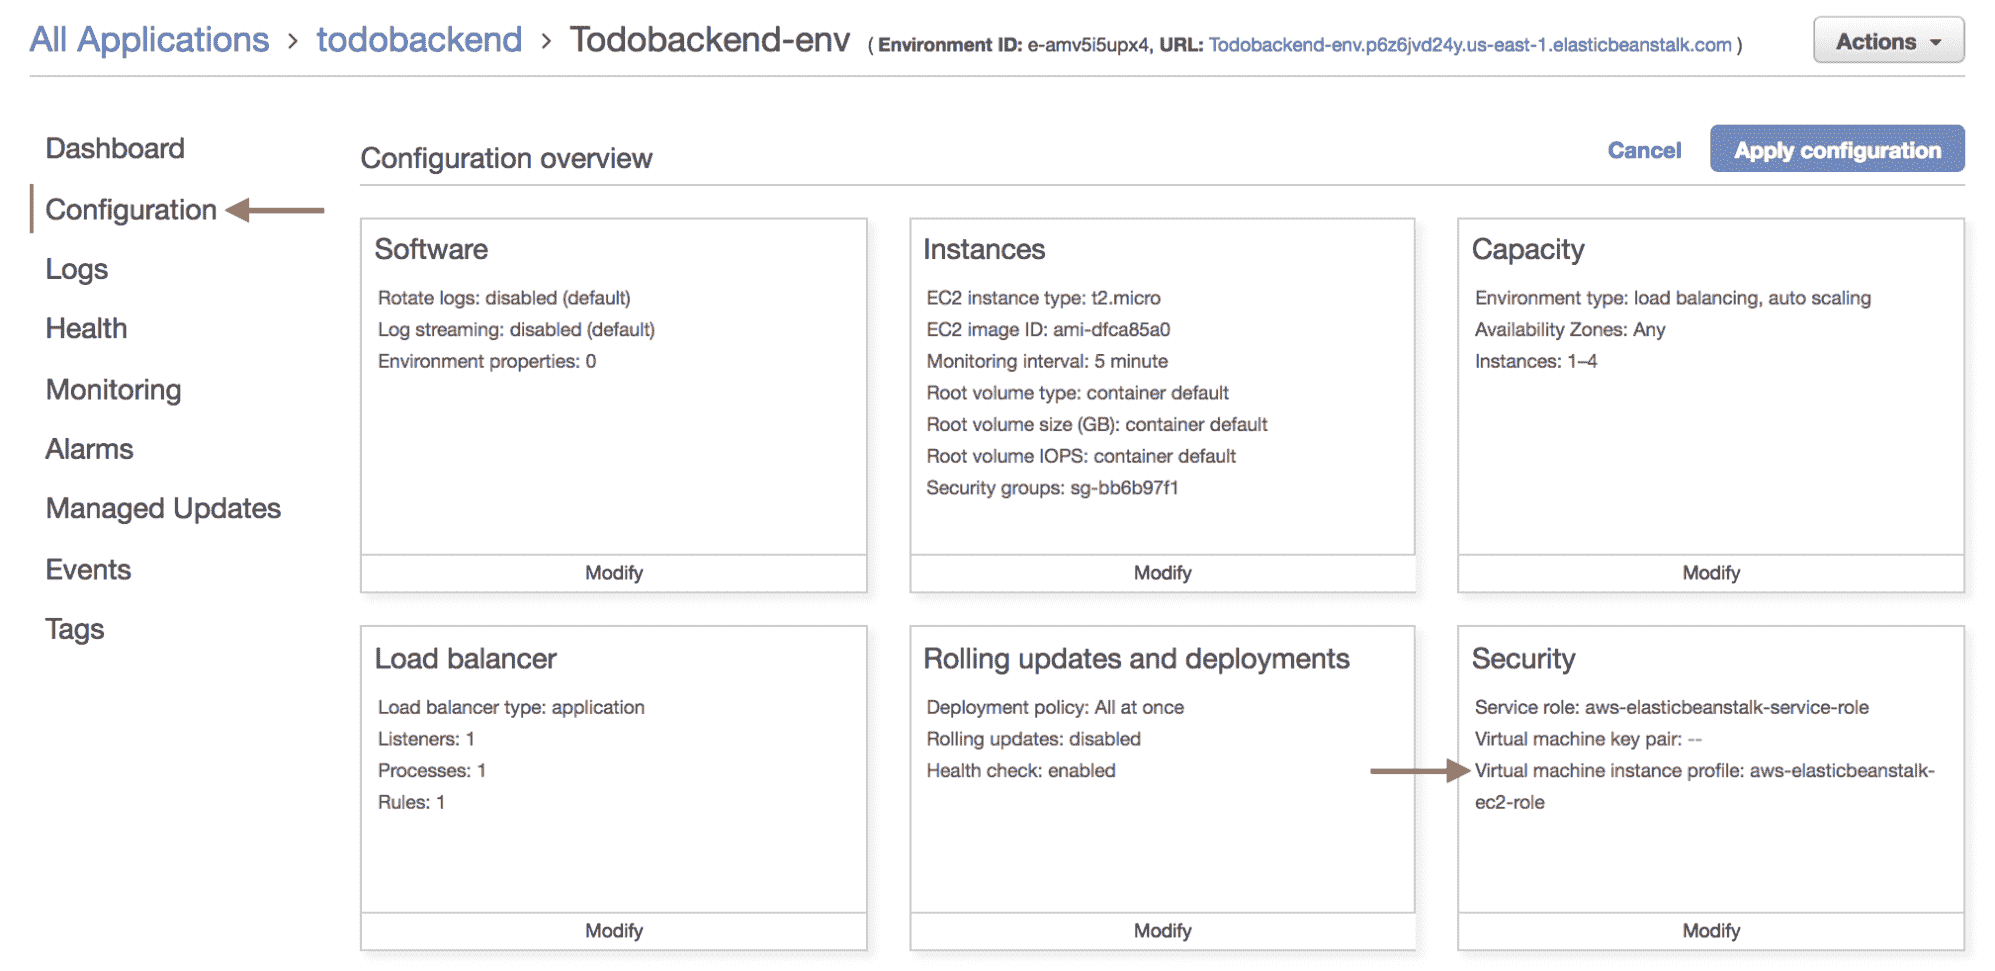 All Applications > todobackend > Todobackend-env ( Environment ID: e-amv5i5upx4, URL: Todobackend-env.p6z6jvd24y.us-east-1.elasticbeanstalk.com )
Actions
Dashboard
Configuration
Logs
Health
Monitoring
Alarms
Managed Updates
Events
Tags
Configuration overview
Cancel
Apply configuration
Software
Rotate logs: disabled (default)
Log streaming: disabled (default)
Environment properties: 0
Modify
Instances
EC2 instance type: t2.micro
EC2 image ID: ami-dfca85a0
Monitoring interval: 5 minute
Root volume type: container default
Root volume size (GB): container default
Root volume IOPS: container default
Security groups: sg-bb6b97f1
Modify
Capacity
Environment type: load balancing, auto scaling
Availability Zones: Any
Instances: 1–4
Modify
Load balancer
Load balancer type: application
Listeners: 1
Processes: 1
Rules: 1
Modify
Rolling updates and deployments
Deployment policy: All at once
Rolling updates: disabled
Health check: enabled
Modify
Security
Service role: aws-elasticbeanstalk-service-role
Virtual machine key pair: --
Virtual machine instance profile: aws-elasticbeanstalk-
ec2-role
Modify